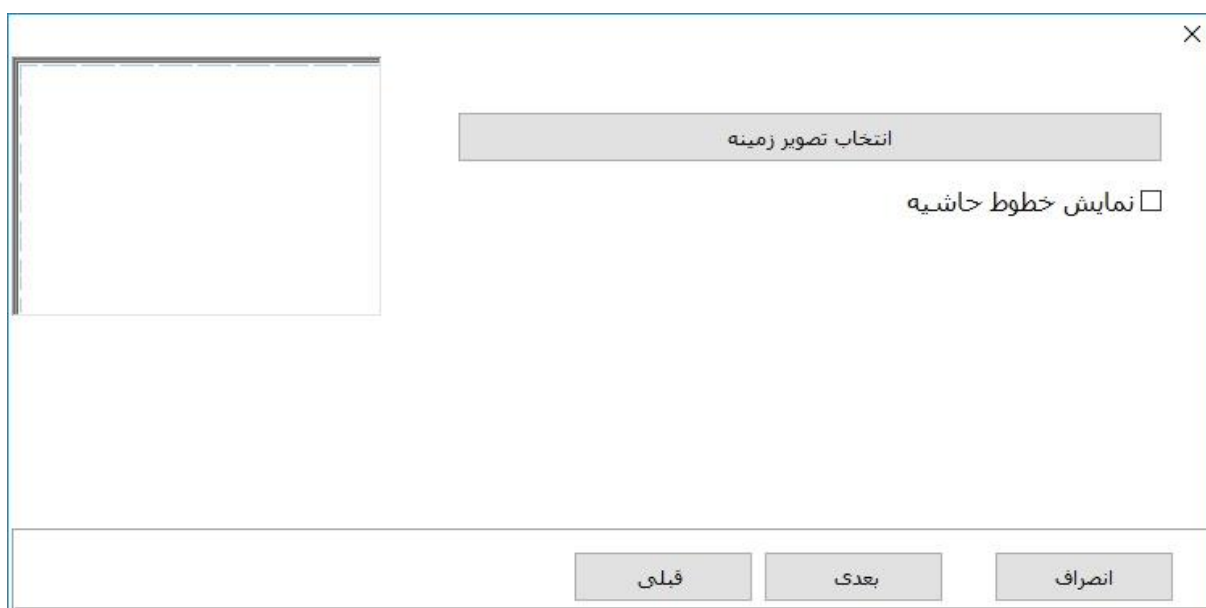 انتخاب تصویر زمینه
نمایش خطوط حاشیه
انصراف
بعدی
قبلی